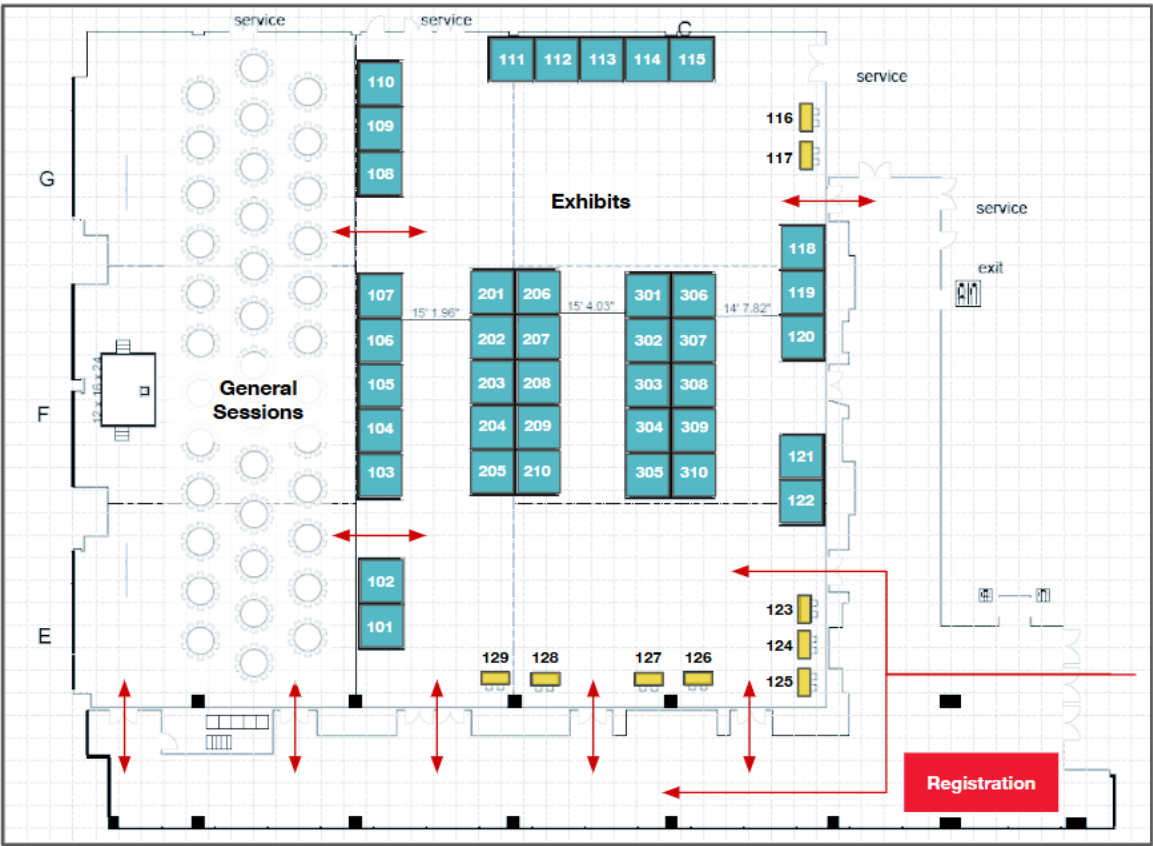 service
service
C
111 112 113 114 115
service
110
109
108
116
117
G
Exhibits
service
exit
118
119
120
107
106
105
104
103
15' 1.96"
201 206
202 207
203 208
204 209
205 210
15' 4.03"
301 306
302 307
303 308
304 309
305 310
14' 7.82"
12 x 16 x 24
F
General
Sessions
121
122
102
101
E
123
124
125
129 128 127 126
Registration